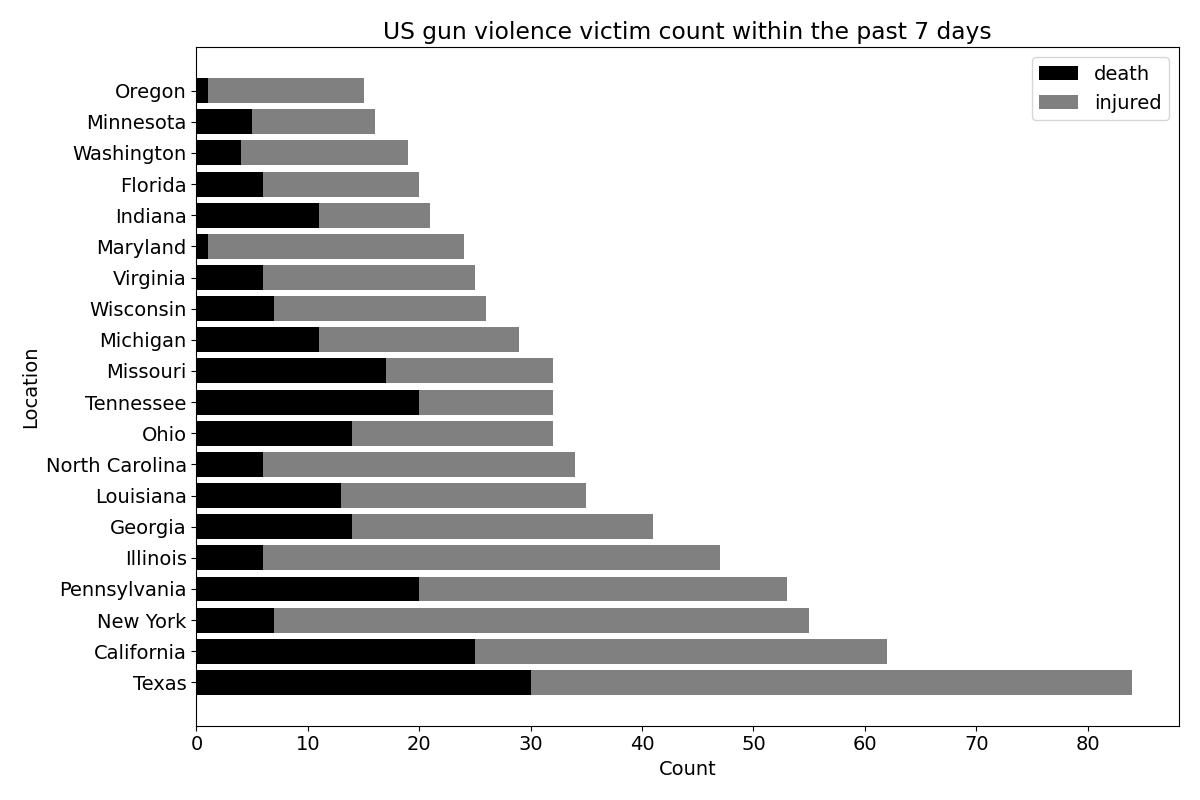 US gun violence victim count within the past 7 days
death
injured
Oregon
Minnesota
Washington
Florida
Indiana
Maryland
Virginia
Wisconsin
Michigan
Missouri
Tennessee
Ohio
North Carolina
Louisiana
Georgia
Illinois
Pennsylvania
New York
California
Texas
Location
0 10 20 30 40 50 60 70 80
Count